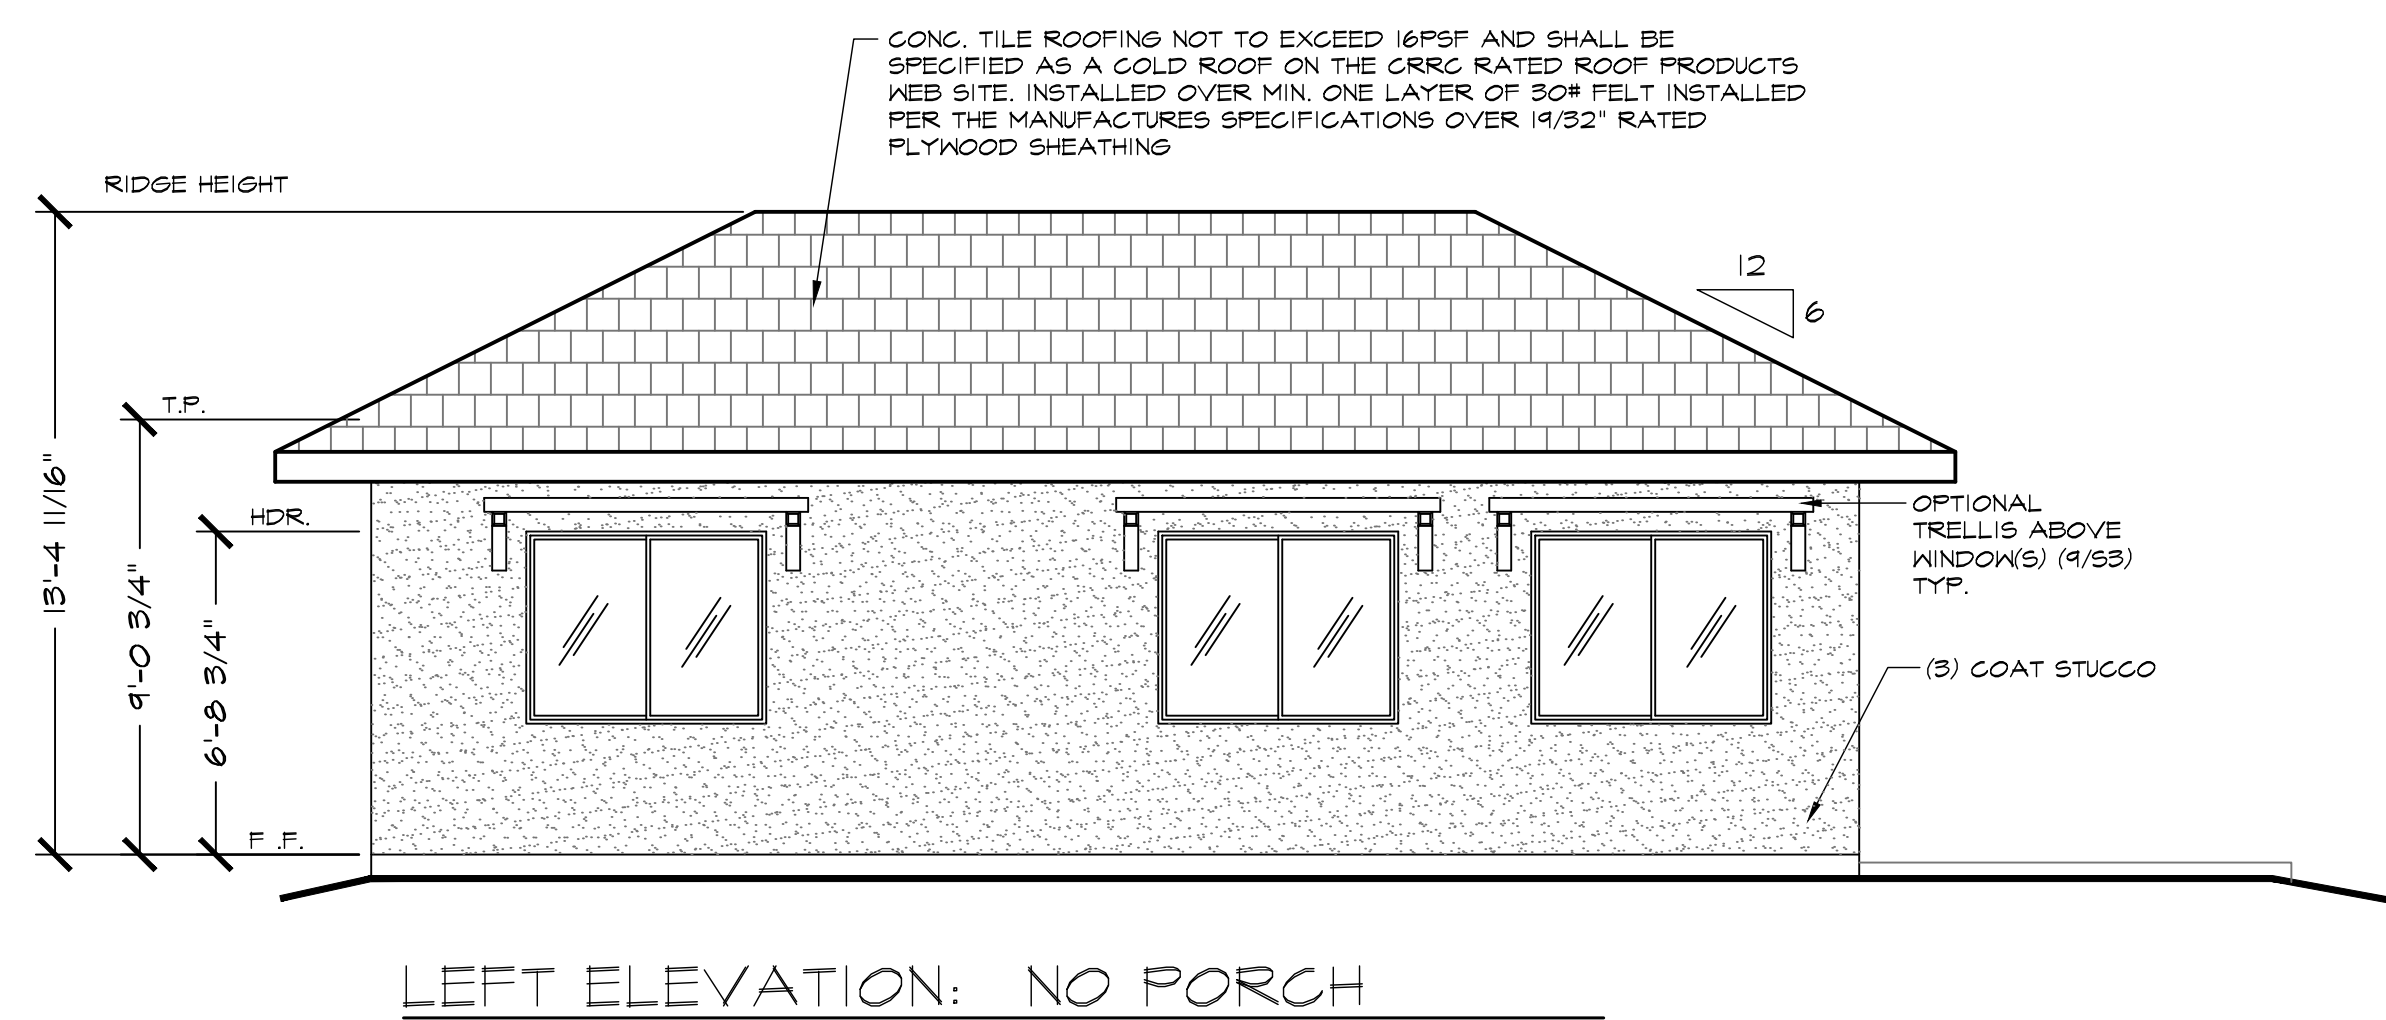 CONC. TILE ROOFING NOT TO EXCEED 16PSF AND SHALL BE
SPECIFIED AS A COLD ROOF ON THE CRRC RATED ROOF PRODUCTS
WEB SITE. INSTALLED OVER MIN. ONE LAYER OF 30# FELT INSTALLED
PER THE MANUFACTURES SPECIFICATIONS OVER 19/32" RATED
PLYWOOD SHEATHING
RIDGE HEIGHT
12
6
T.P.
13'-4 11/16"
HDR.
9'-0 3/4"
6'-8 3/4"
OPTIONAL
TRELLIS ABOVE
WINDOW(S) (9/S3)
TYP.
(3) COAT STUCCO
F .F.
LEFT ELEVATION: NO PORCH